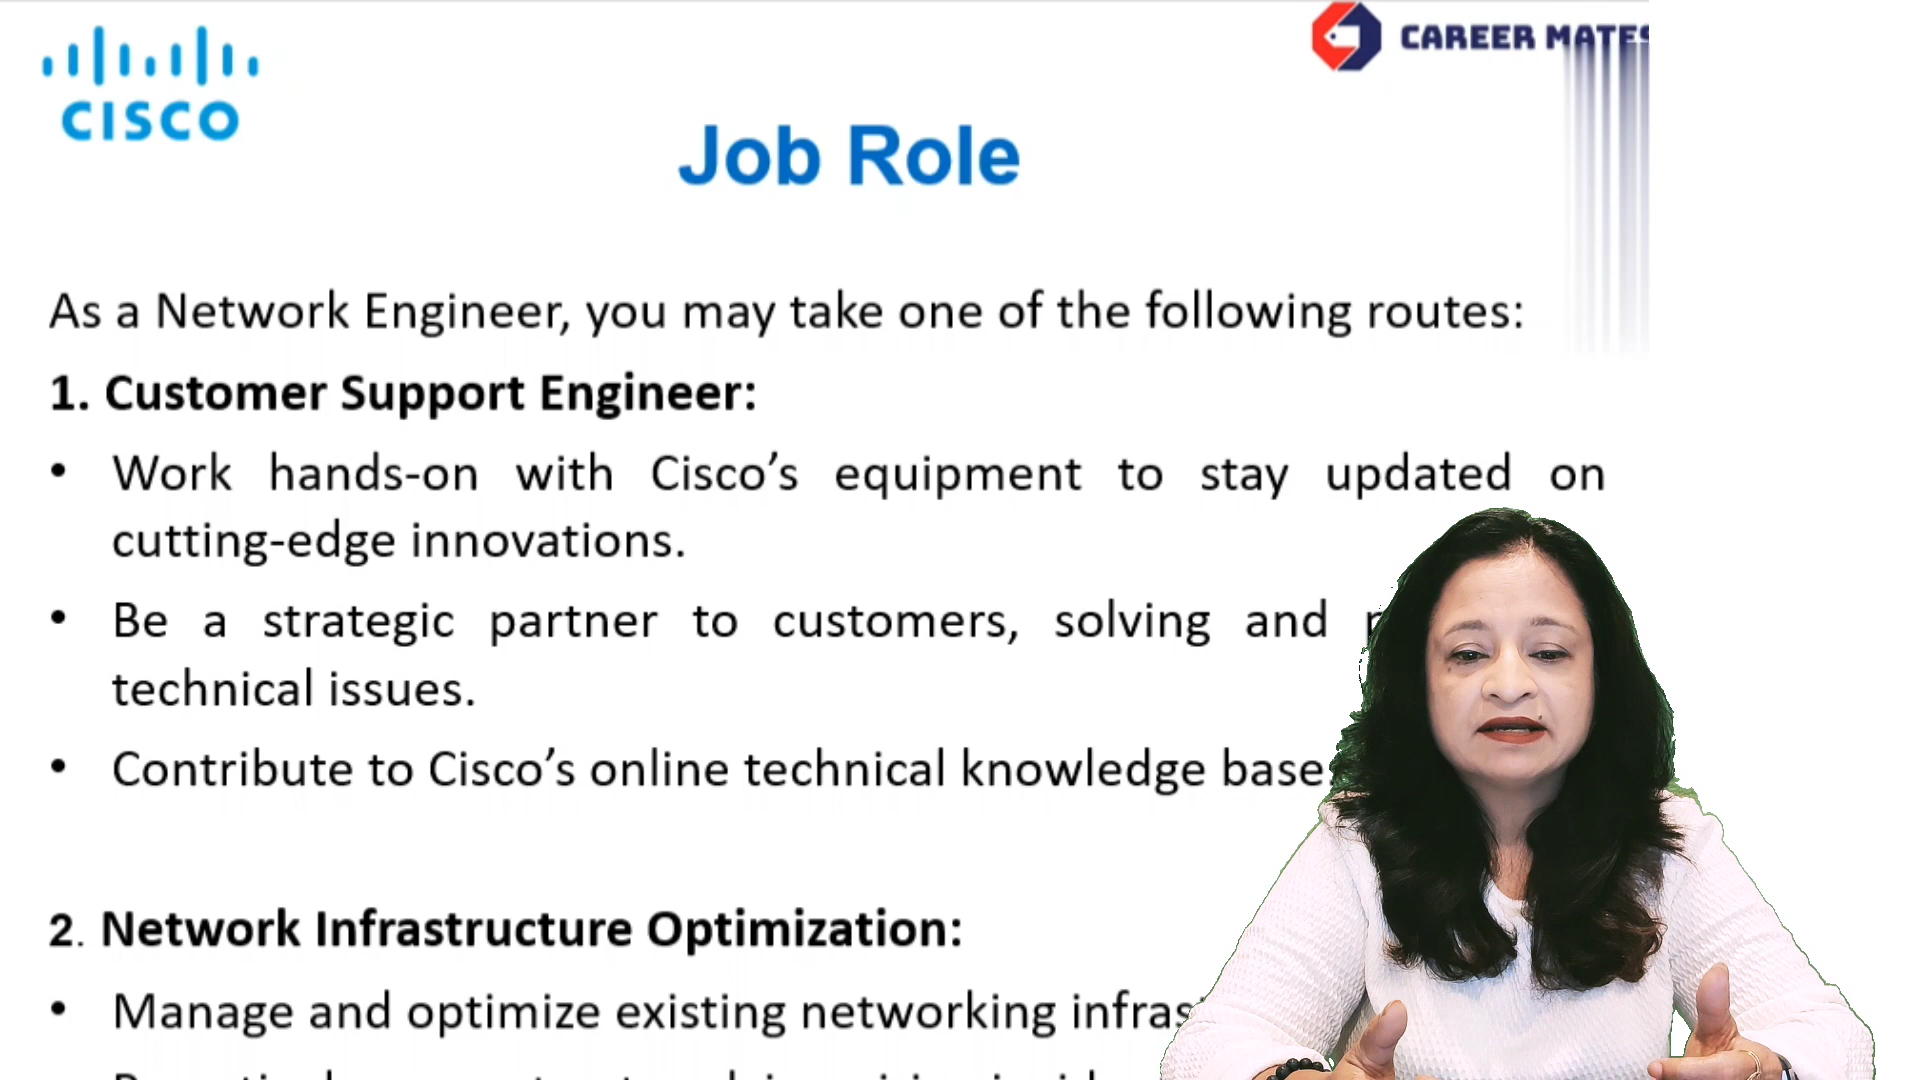 CISCO
CAREER MATES
Job Role
As a Network Engineer, you may take one of the following routes:
1. Customer Support Engineer:
• Work hands-on with Cisco’s equipment to stay updated on
cutting-edge innovations.
• Be a strategic partner to customers, solving and
technical issues.
• Contribute to Cisco’s online technical knowledge base
2. Network Infrastructure Optimization:
• Manage and optimize existing networking